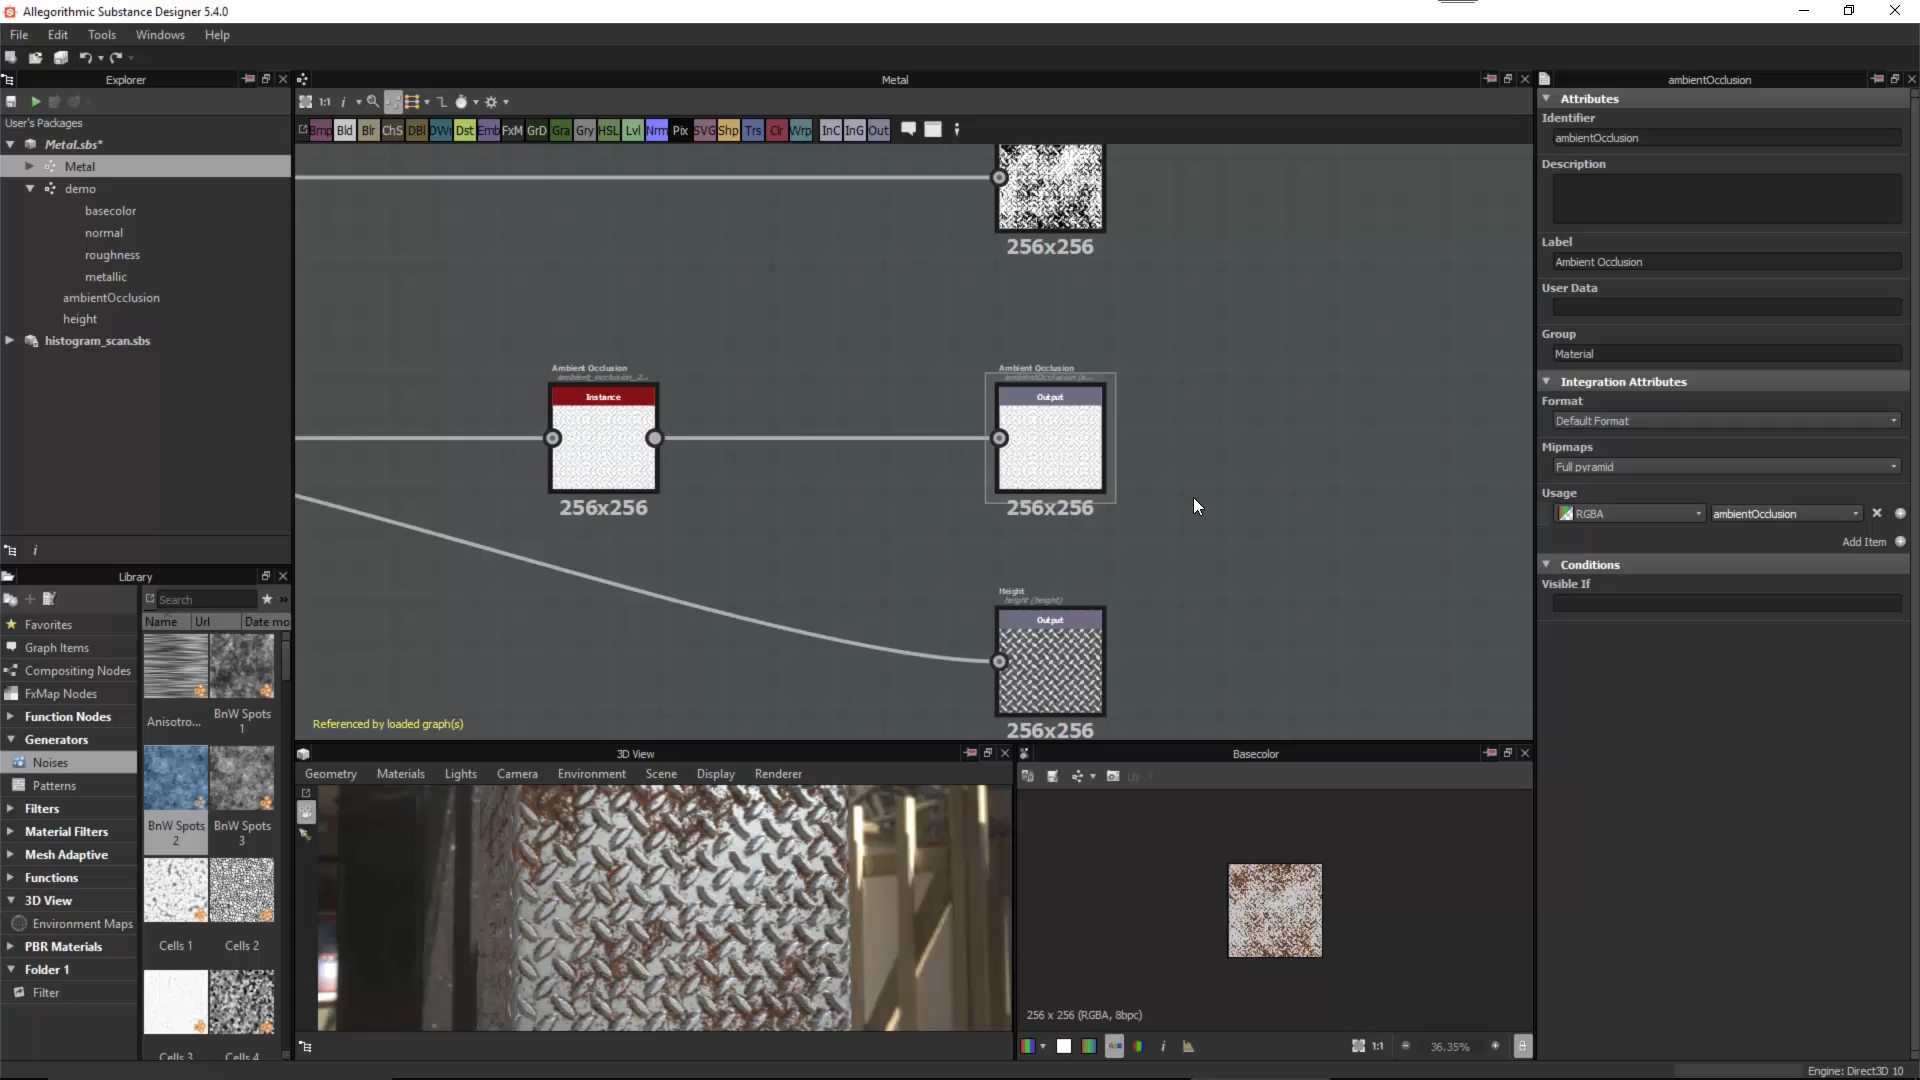 Allegorithmic Substance Designer 5.4.0
File Edit Tools Windows Help
Explorer
Metal
ambientOcclusion
1:1
User's Packages
Metal.sbs*
Metal
demo
basecolor
normal
roughness
metallic
ambientOcclusion
height
histogram_scan.sbs
Bmp Bld Blr ChS DBl DWr Dst Emb FxM GrD Gra Gry HSL Lvl Nrm Pix SVG Shp Trs Clr Wrp InC InG Out
256x256
Ambient Occlusion
Instance
256x256
Ambient Occlusion
Output
256x256
Height
height (height)
Output
256x256
Referenced by loaded graph(s)
Attributes
Identifier
ambientOcclusion
Description
Label
Ambient Occlusion
User Data
Group
Material
Integration Attributes
Format
Default Format
Mipmaps
Full pyramid
Usage
RGBA ambientOcclusion
Add Item
Conditions
Visible If
Library
Search
Name Url Date mo
Favorites
Graph Items
Compositing Nodes
FxMap Nodes
Function Nodes
Generators
Noises
Patterns
Filters
Material Filters
Mesh Adaptive
Functions
3D View
Environment Maps
PBR Materials
Folder 1
Filter
Anisotro...
BnW Spots 1
BnW Spots 2
BnW Spots 3
Cells 1
Cells 2
Cells 3
Cells 4
3D View
Geometry Materials Lights Camera Environment Scene Display Renderer
Basecolor
UV
256 x 256 (RGBA, 8bpc)
1:1
36.35%
Engine: Direct3D 10